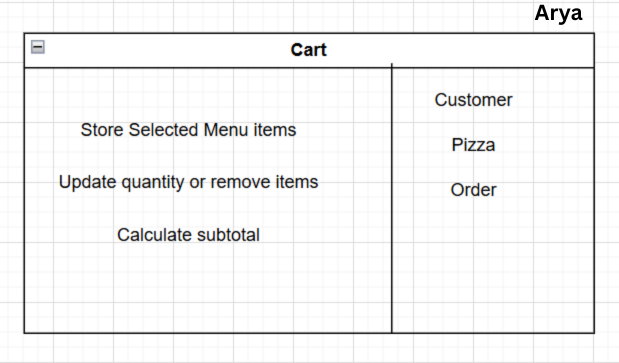 Arya
Cart
Store Selected Menu items
Update quantity or remove items
Calculate subtotal
Customer
Pizza
Order